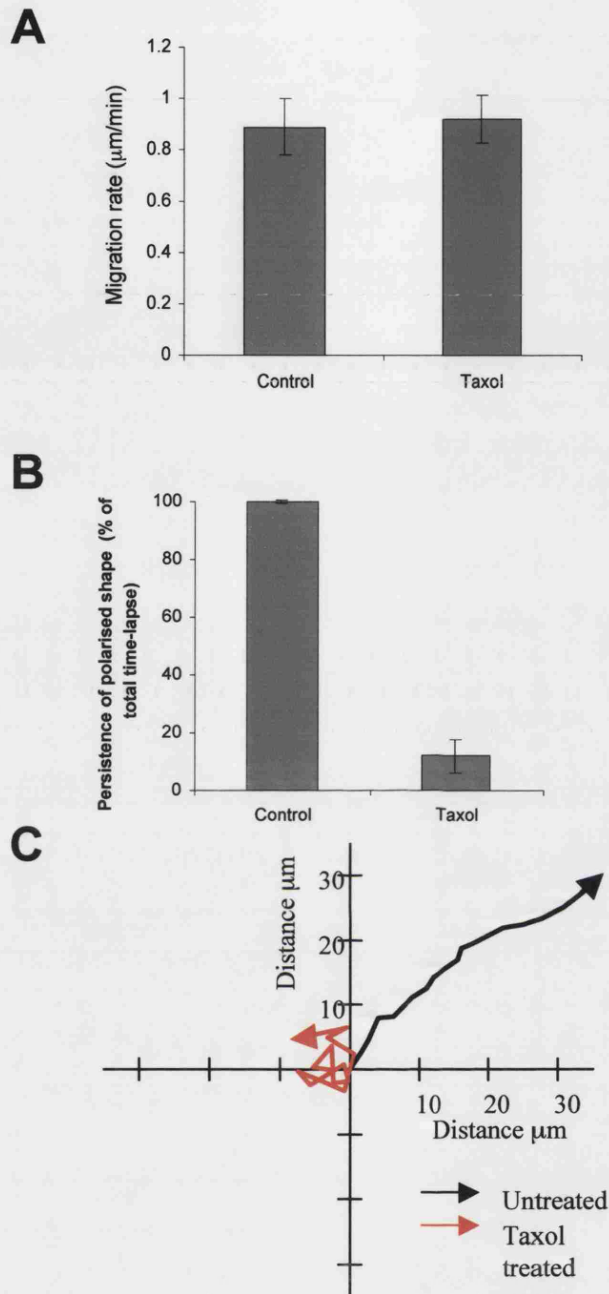 A
Migration rate (μm/min)
1.2
1
0.8
0.6
0.4
0.2
0
Control
Taxol
B
Persistence of polarised shape (% of
total time-lapse)
100
80
60
40
20
0
Control
Taxol
C
Distance μm
30
20
10
10
20
30
Distance μm
Untreated
Taxol
treated